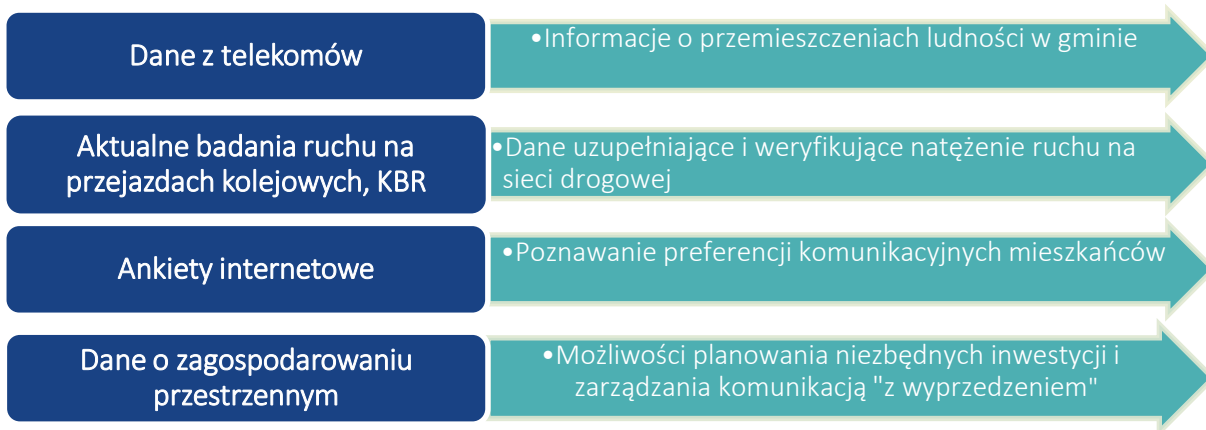 Dane z telekomów
•Informacje o przemieszczeniach ludności w gminie
Aktualne badania ruchu na
przejazdach kolejowych, KBR
•Dane uzupełniające i weryfikujące natężenie ruchu na
sieci drogowej
Ankiety internetowe
•Poznawanie preferencji komunikacyjnych mieszkańców
Dane o zagospodarowaniu
przestrzennym
•Możliwości planowania niezbędnych inwestycji i
zarządzania komunikacją "z wyprzedzeniem"